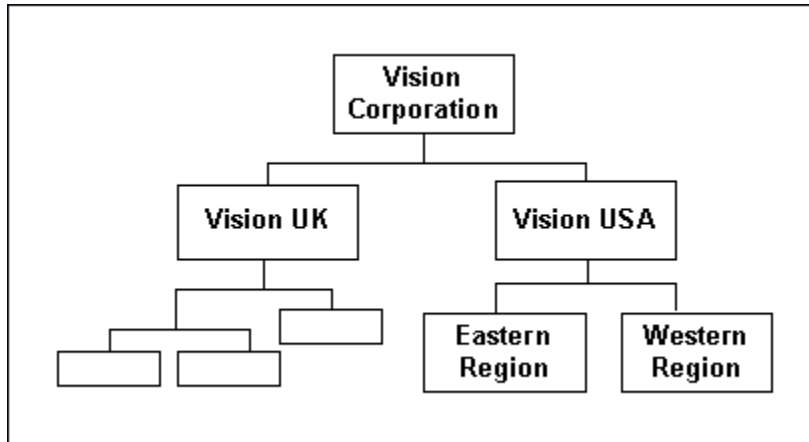 Vision
Corporation
Vision UK
Vision USA
Eastern
Region
Western
Region